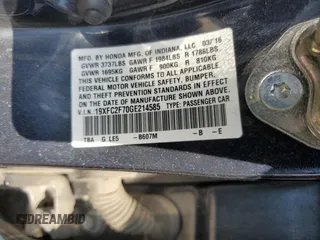 MFD. BY HONDA MFG. OF INDIANA, LLC. 03/16
GVWR 3737LBS GAWR F 1984LBS R 1786LBS
GVWR 1695KG GAWR F 900KG R 810KG
THIS VEHICLE CONFORMS TO ALL APPLICABLE
FEDERAL MOTOR VEHICLE SAFETY, BUMPER,
AND THEFT PREVENTION STANDARDS IN EFFECT
ON THE DATE OF MANUFACTURE SHOWN ABOVE.
V.I.N. 19XFC2F70GE214585 TYPE: PASSENGER CAR
TBA G LE5 - B607M -B -E
DREAMBID